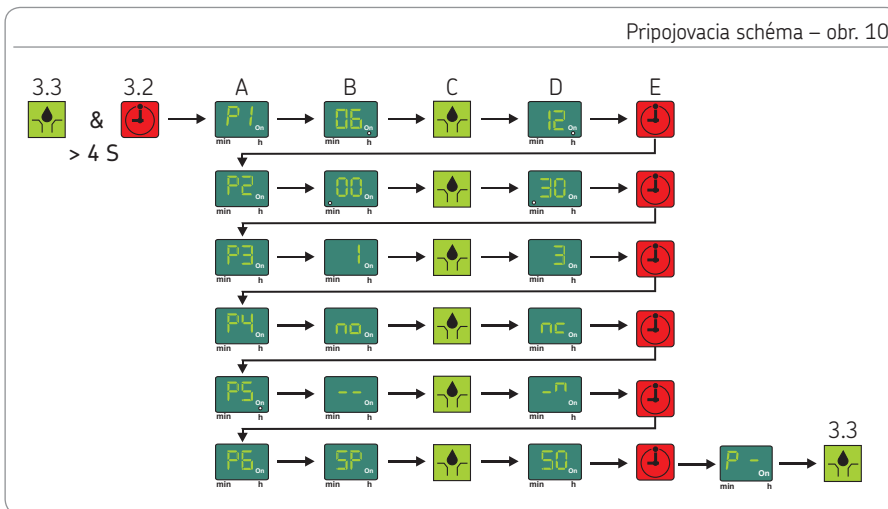 Pripojovacia schéma – obr. 10
3.3 3.2 A B C D E
& P1 On 06 On 12 On
> 4 S min h min h min h
P2 On 00 On 30 On
min h min h min h
P3 On 1 On 3 On
min h min h min h
P4 On no On nc On
min h min h min h
P5 On -- On -n On
min h min h min h
3.3
P6 On SP On SO On P - On
min h min h min h min h